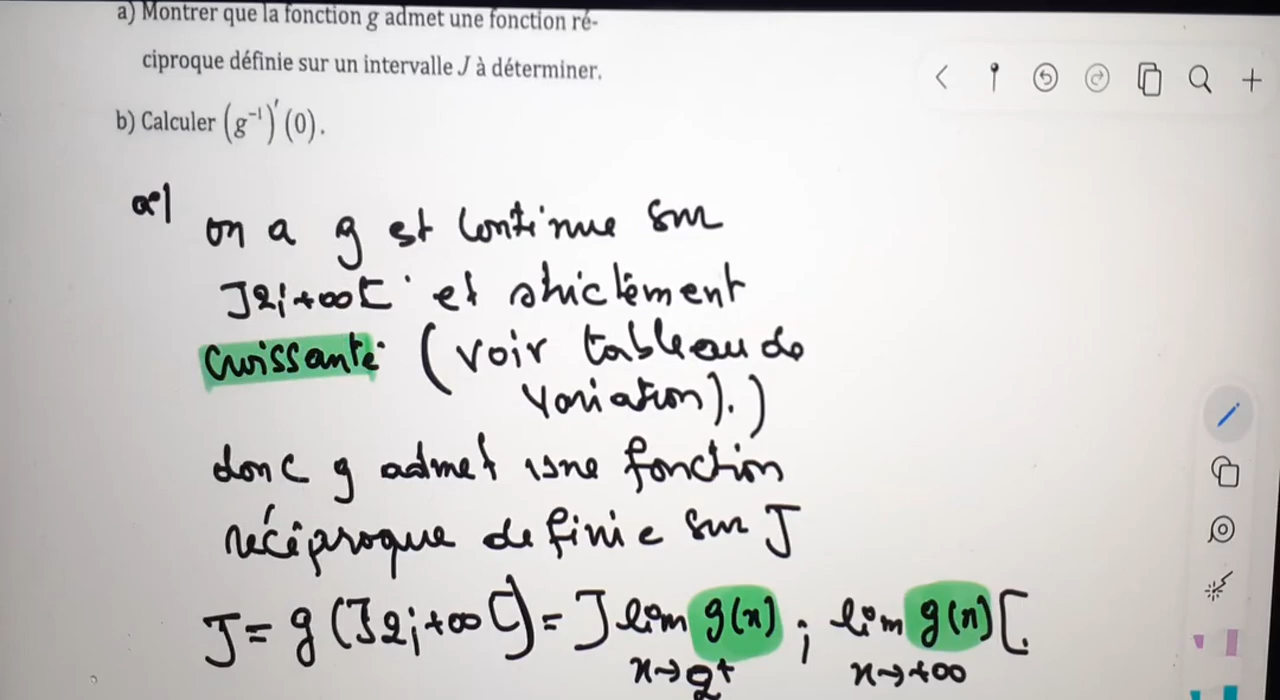 a) Montrer que la fonction g admet une fonction ré-
ciproque définie sur un intervalle J à déterminer.
b) Calculer (g⁻¹)′(0).
a)
on a g est continue sur
]2;+∞[ et strictement
croissante (voir tableau de
variation).)
donc g admet une fonction
réciproque definie sur J
J = g(]2;+∞[) = ]lim g(x) ; lim g(x)[.
x→2⁺ x→+∞